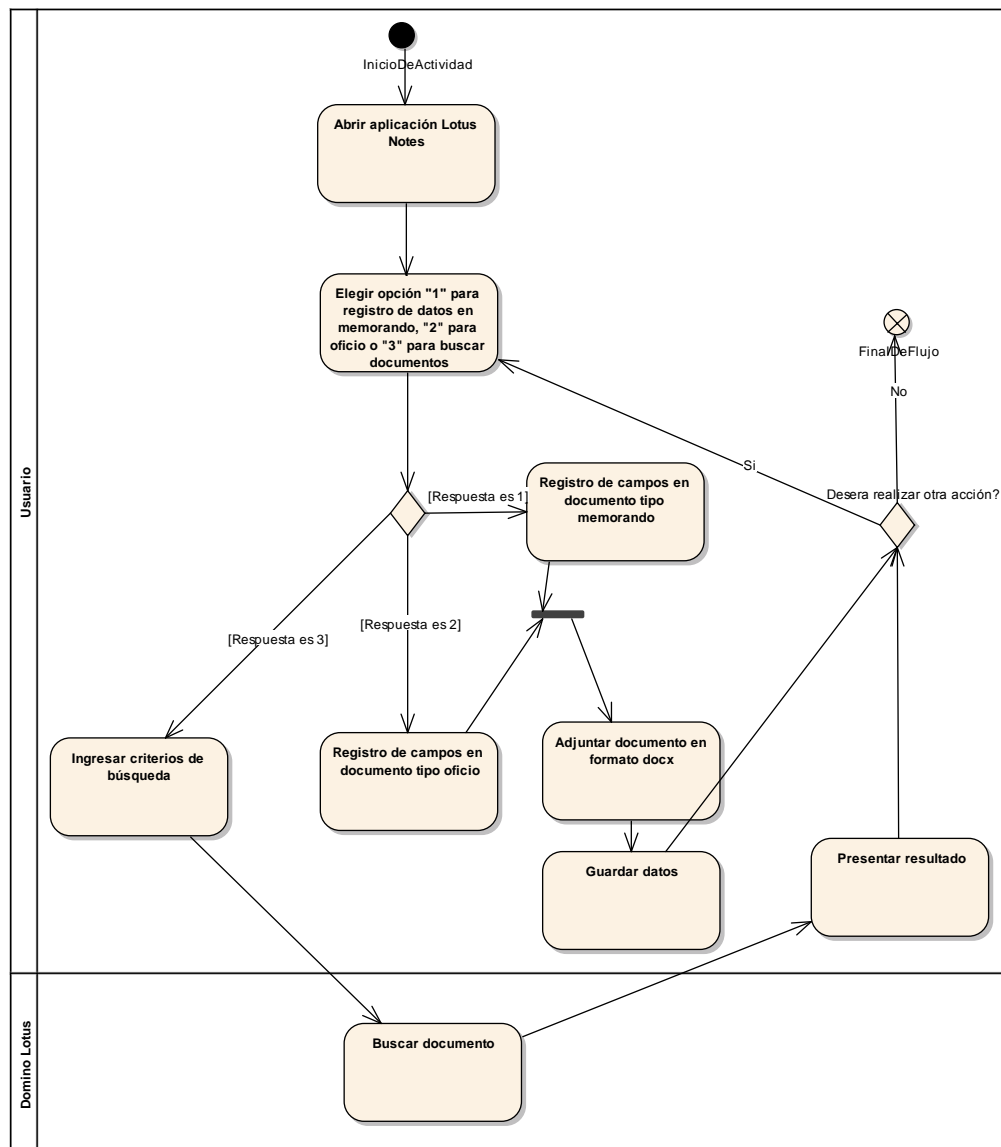 InicioDeActividad
Abrir aplicación Lotus
Notes
Elegir opción "1" para
registro de datos en
memorando, "2" para
oficio o "3" para buscar
documentos
FinalDeFlujo
No
Si
Usuario
Desera realizar otra acción?
[Respuesta es 1]
Registro de campos en
documento tipo
memorando
[Respuesta es 3]
[Respuesta es 2]
Ingresar criterios de
búsqueda
Registro de campos en
documento tipo oficio
Adjuntar documento en
formato docx
Guardar datos
Presentar resultado
Domino Lotus
Buscar documento